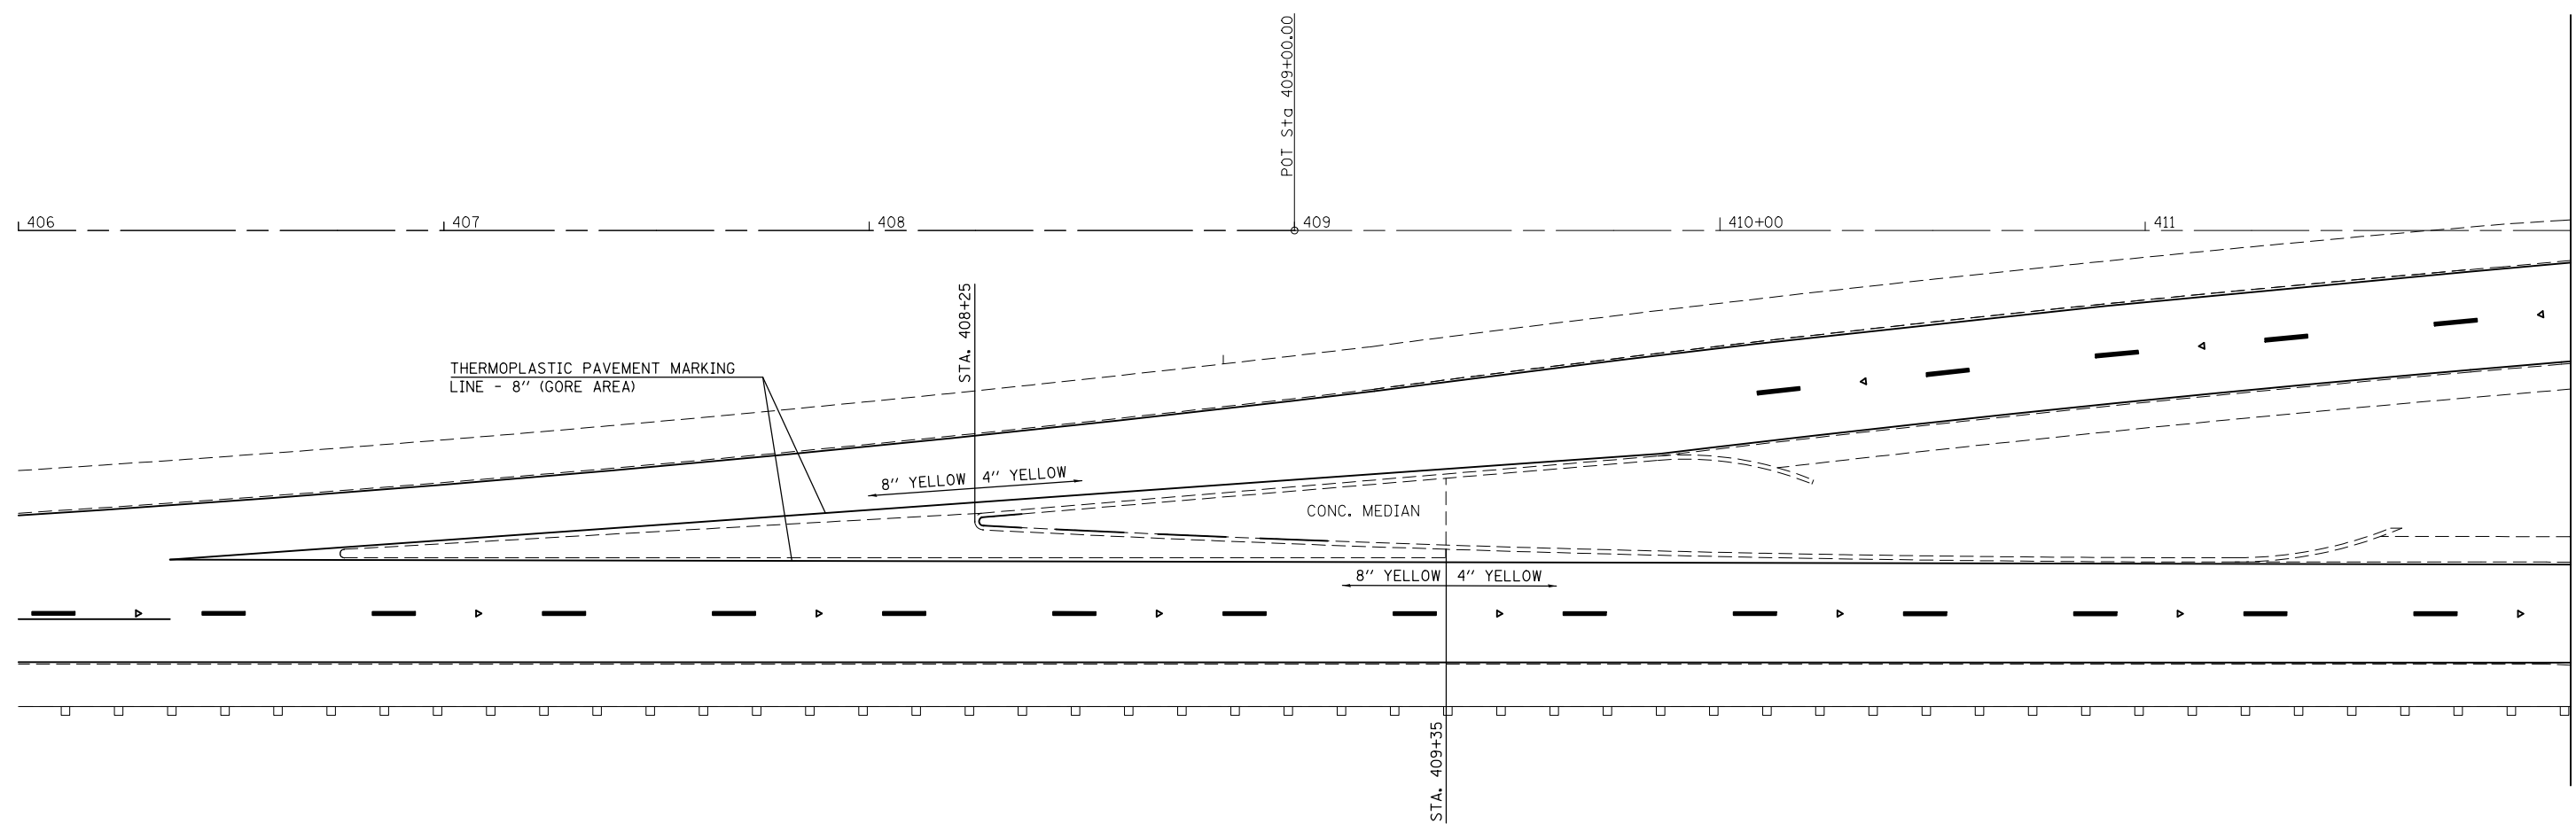 POT Sta 409+00.00
406
407
408
409
410+00
411
STA. 408+25
THERMOPLASTIC PAVEMENT MARKING
LINE - 8" (GORE AREA)
8" YELLOW 4" YELLOW
CONC. MEDIAN
8" YELLOW 4" YELLOW
STA. 409+35